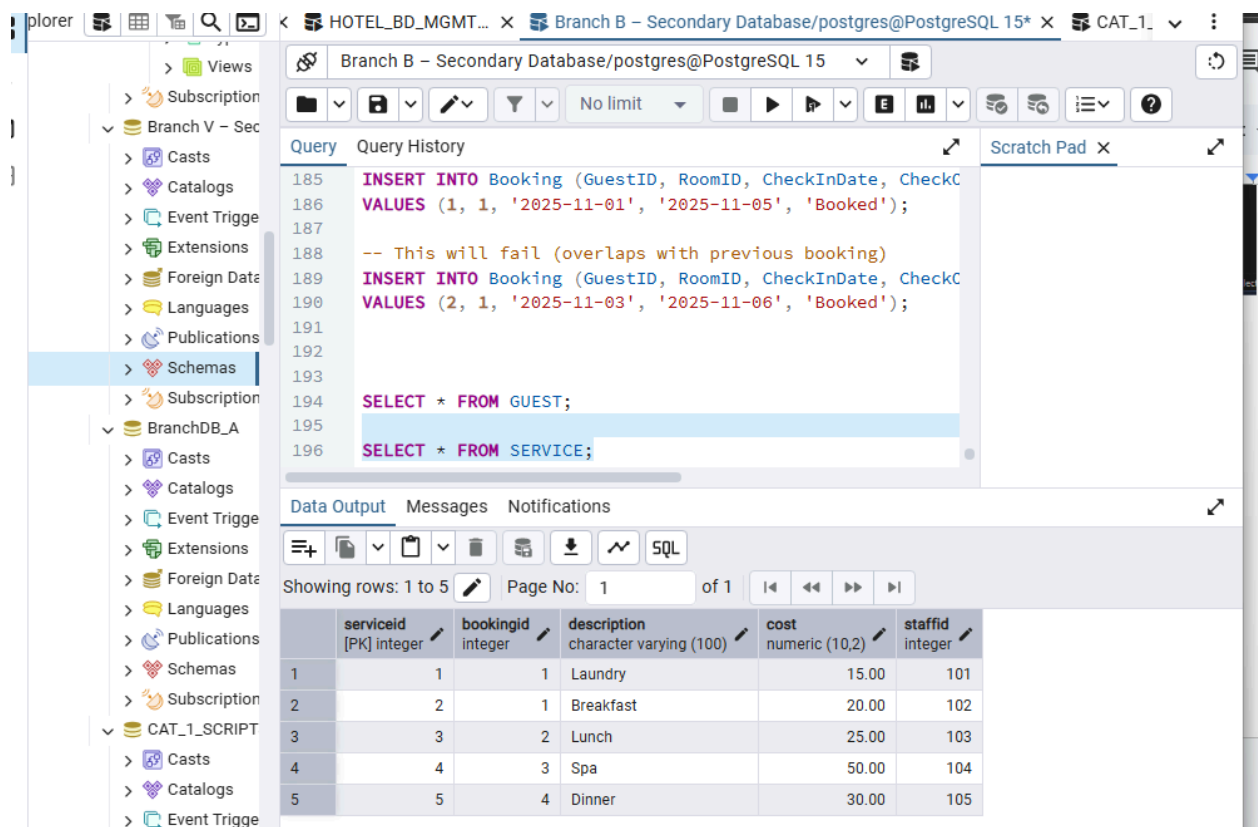 plorer
HOTEL_BD_MGMT... ×
Branch B – Secondary Database/postgres@PostgreSQL 15* ×
CAT_1_
Views
Subscription
Branch V – Sec
Casts
Catalogs
Event Trigge
Extensions
Foreign Data
Languages
Publications
Schemas
Subscription
BranchDB_A
Casts
Catalogs
Event Trigge
Extensions
Foreign Data
Languages
Publications
Schemas
Subscription
CAT_1_SCRIPT
Casts
Catalogs
Event Trigge
Branch B – Secondary Database/postgres@PostgreSQL 15
No limit
E
Query Query History
Scratch Pad ×
185 INSERT INTO Booking (GuestID, RoomID, CheckInDate, CheckO
186 VALUES (1, 1, '2025-11-01', '2025-11-05', 'Booked');
187
188 -- This will fail (overlaps with previous booking)
189 INSERT INTO Booking (GuestID, RoomID, CheckInDate, CheckO
190 VALUES (2, 1, '2025-11-03', '2025-11-06', 'Booked');
191
192
193
194 SELECT * FROM GUEST;
195
196 SELECT * FROM SERVICE;
Data Output Messages Notifications
SQL
Showing rows: 1 to 5 Page No: 1 of 1
serviceid bookingid description cost staffid
[PK] integer integer character varying (100) numeric (10,2) integer
1 1 1 Laundry 15.00 101
2 2 1 Breakfast 20.00 102
3 3 2 Lunch 25.00 103
4 4 3 Spa 50.00 104
5 5 4 Dinner 30.00 105